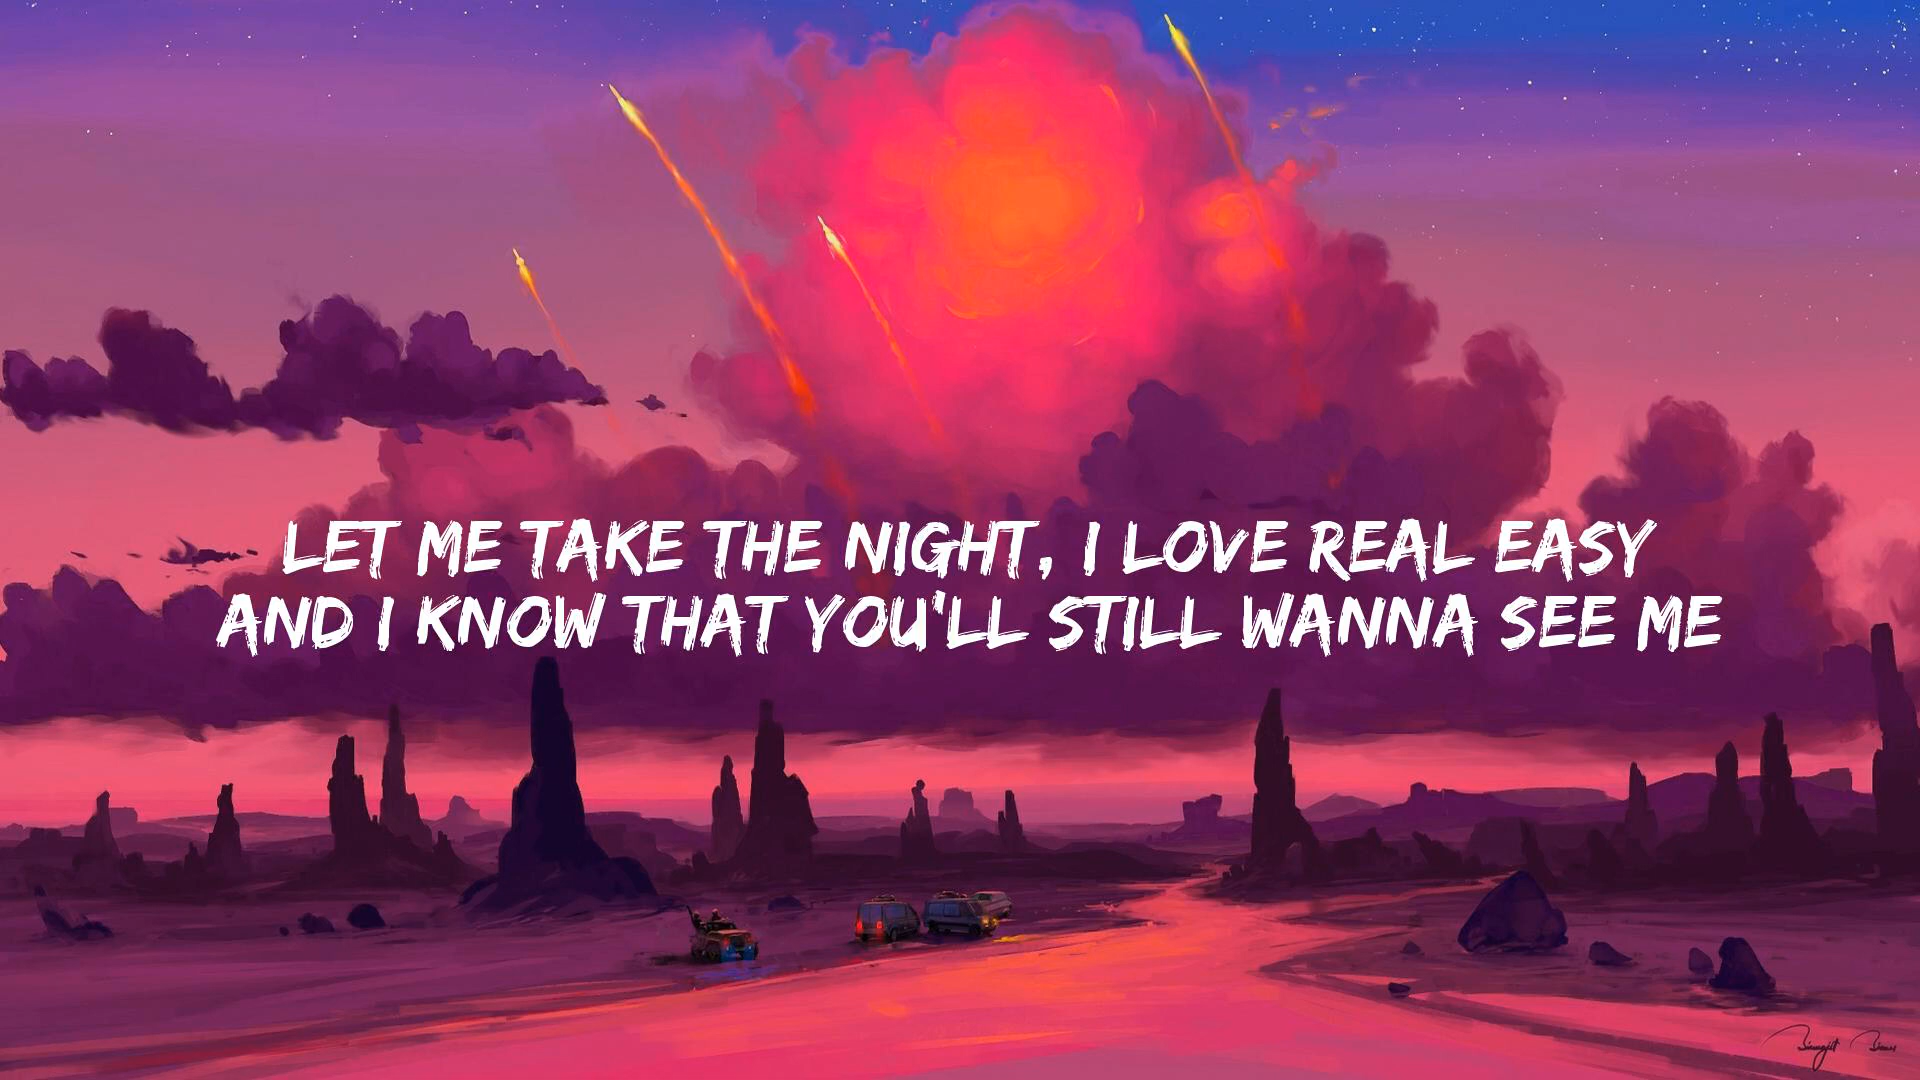 LET ME TAKE THE NIGHT, I LOVE REAL EASY
AND I KNOW THAT YOU'LL STILL WANNA SEE ME